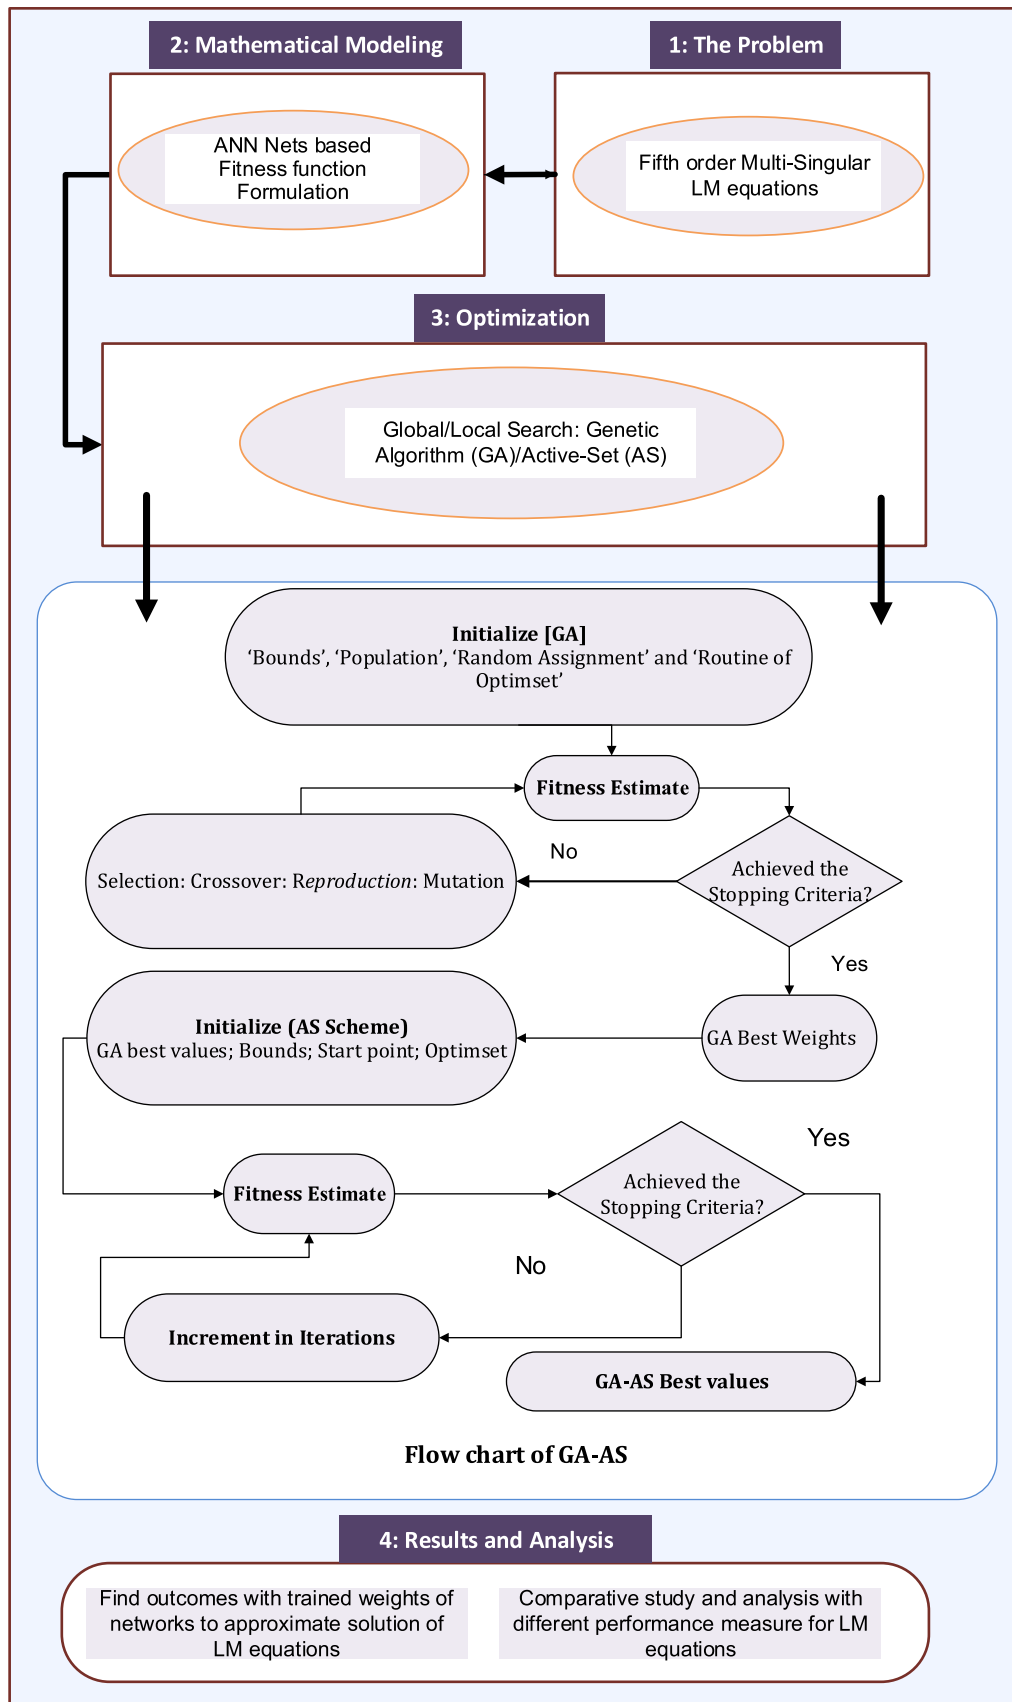 2: Mathematical Modeling
1: The Problem
ANN Nets based
Fitness function
Formulation
Fifth order Multi-Singular
LM equations
3: Optimization
Global/Local Search: Genetic
Algorithm (GA)/Active-Set (AS)
Initialize [GA]
‘Bounds’, ‘Population’, ‘Random Assignment’ and ‘Routine of
Optimset’
Fitness Estimate
No
Achieved the
Stopping Criteria?
Selection: Crossover: Reproduction: Mutation
Yes
Initialize (AS Scheme)
GA best values; Bounds; Start point; Optimset
GA Best Weights
Yes
Fitness Estimate
Achieved the
Stopping Criteria?
No
Increment in Iterations
GA-AS Best values
Flow chart of GA-AS
4: Results and Analysis
Find outcomes with trained weights of
networks to approximate solution of
LM equations
Comparative study and analysis with
different performance measure for LM
equations